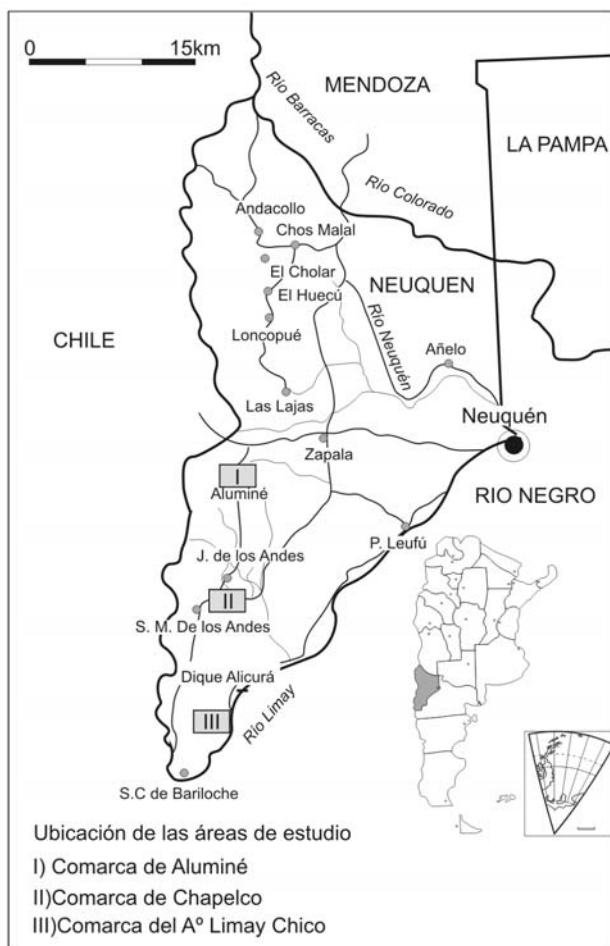 0 15km
MENDOZA
Río Barracas
LA PAMPA
Río Colorado
Andacollo
Chos Malal
El Cholar
NEUQUEN
El Huecú
Río Neuquén
CHILE
Loncopué
Añelo
Las Lajas
Neuquén
Zapala
I
Aluminé
RIO NEGRO
P. Leufú
J. de los Andes
II
S. M. De los Andes
Dique Alicurá
Río Limay
III
S.C de Bariloche
Ubicación de las áreas de estudio
I) Comarca de Aluminé
II)Comarca de Chapelco
III)Comarca del Aº Limay Chico